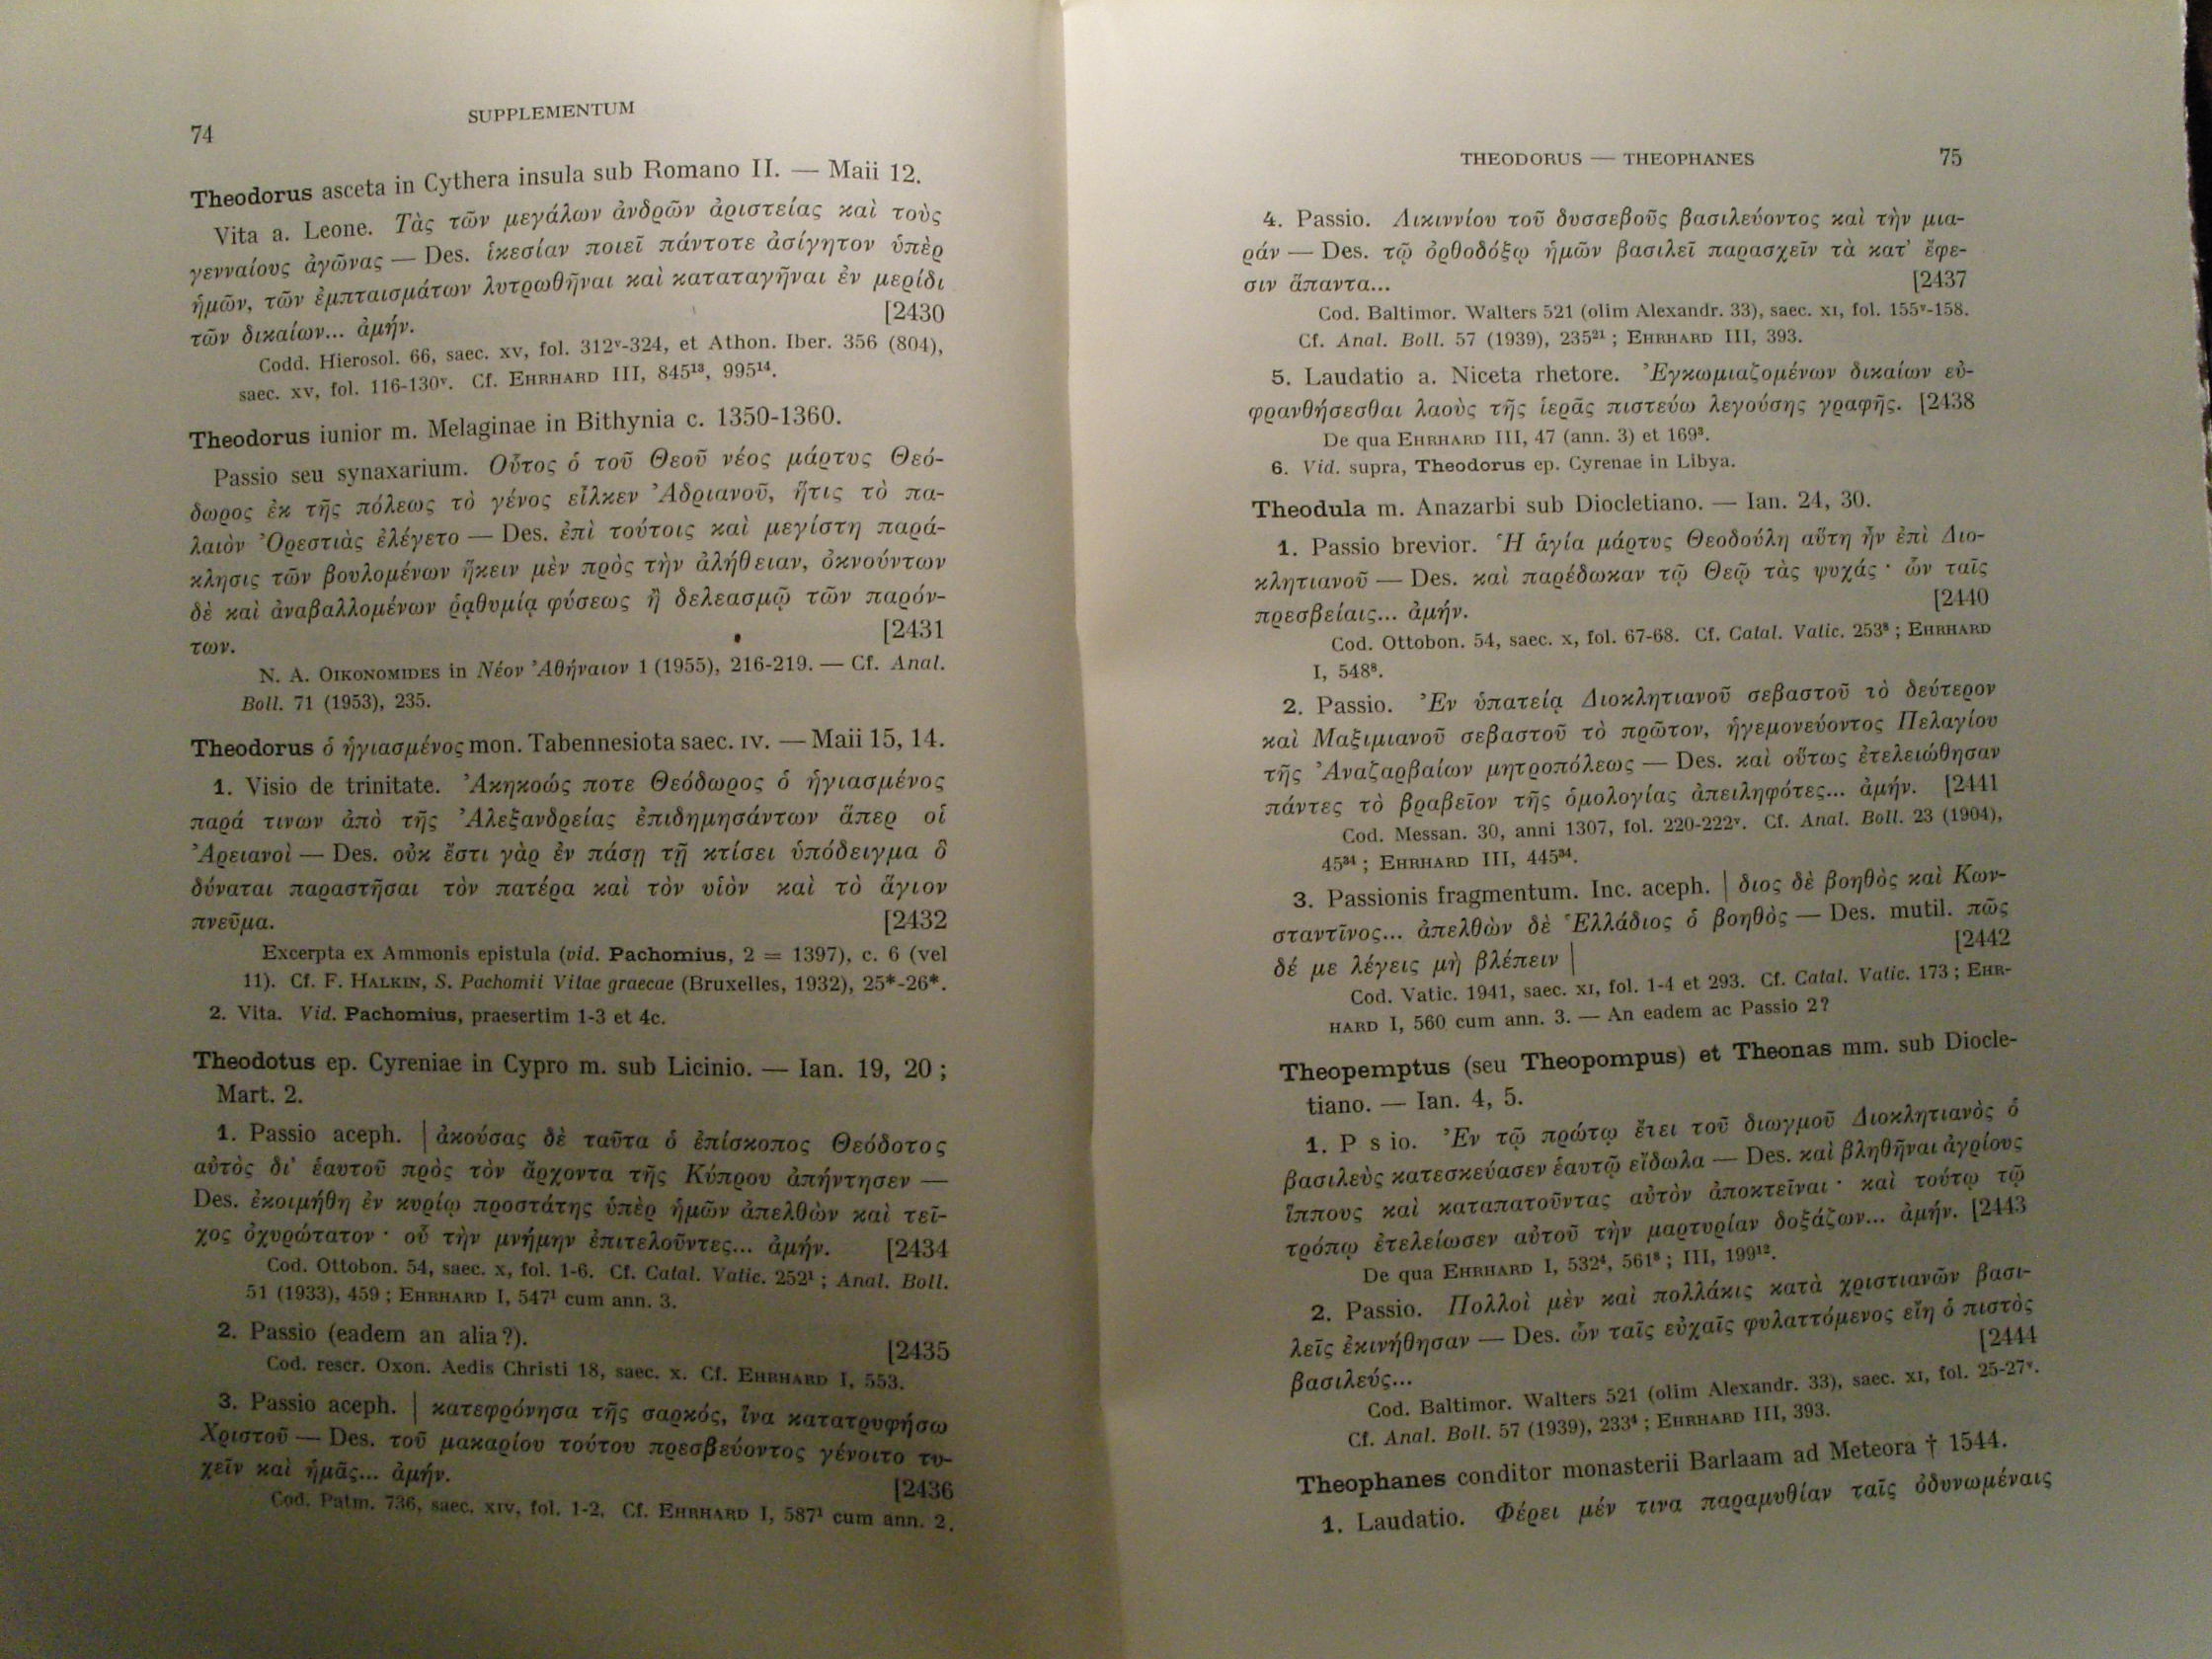 74
SUPPLEMENTUM
Theodorus asceta in Cythera insula sub Romano II. — Maii 12.
Vita a. Leone. Τὰς τῶν μεγάλων ἀνδρῶν ἀριστείας καὶ τοὺς
γενναίους ἀγῶνας — Des. ἱκεσίαν ποιεῖ πάντοτε ἀσίγητον ὑπὲρ
ἡμῶν, τῶν ἐμπταισμάτων λυτρωθῆναι καὶ καταταγῆναι ἐν μερίδι
τῶν δικαίων... ἀμήν. [2430
Codd. Hierosol. 66, saec. xv, fol. 312ᵛ-324, et Athon. Iber. 356 (804),
saec. xv, fol. 116-130ᵛ. Cf. Ehrhard III, 845¹³, 995¹⁴.
Theodorus iunior m. Melaginae in Bithynia c. 1350-1360.
Passio seu synaxarium. Οὗτος ὁ τοῦ Θεοῦ νέος μάρτυς Θεό-
δωρος ἐκ τῆς πόλεως τὸ γένος εἷλκεν Ἀδριανοῦ, ἥτις τὸ πα-
λαιὸν Ὀρεστιὰς ἐλέγετο — Des. ἐπὶ τούτοις καὶ μεγίστη παρά-
κλησις τῶν βουλομένων ἥκειν μὲν πρὸς τὴν ἀλήθειαν, ὀκνούντων
δὲ καὶ ἀναβαλλομένων ῥᾳθυμίᾳ φύσεως ἢ δελεασμῷ τῶν παρόν-
των. [2431
N. A. Oikonomides in Νέον Ἀθήναιον 1 (1955), 216-219. — Cf. Anal.
Boll. 71 (1953), 235.
Theodorus ὁ ἡγιασμένος mon. Tabennesiota saec. iv. — Maii 15, 14.
1. Visio de trinitate. Ἀκηκοώς ποτε Θεόδωρος ὁ ἡγιασμένος
παρά τινων ἀπὸ τῆς Ἀλεξανδρείας ἐπιδημησάντων ἅπερ οἱ
Ἀρειανοὶ — Des. οὐκ ἔστι γὰρ ἐν πάσῃ τῇ κτίσει ὑπόδειγμα ὃ
δύναται παραστῆσαι τὸν πατέρα καὶ τὸν υἱὸν καὶ τὸ ἅγιον
πνεῦμα. [2432
Excerpta ex Ammonis epistula (vid. Pachomius, 2 = 1397), c. 6 (vel
11). Cf. F. Halkin, S. Pachomii Vitae graecae (Bruxelles, 1932), 25*-26*.
2. Vita. Vid. Pachomius, praesertim 1-3 et 4c.
Theodotus ep. Cyreniae in Cypro m. sub Licinio. — Ian. 19, 20 ;
Mart. 2.
1. Passio aceph. | ἀκούσας δὲ ταῦτα ὁ ἐπίσκοπος Θεόδοτος
αὐτὸς δι' ἑαυτοῦ πρὸς τὸν ἄρχοντα τῆς Κύπρου ἀπήντησεν —
Des. ἐκοιμήθη ἐν κυρίῳ προστάτης ὑπὲρ ἡμῶν ἀπελθὼν καὶ τεῖ-
χος ὀχυρώτατον · οὗ τὴν μνήμην ἐπιτελοῦντες... ἀμήν. [2434
Cod. Ottobon. 54, saec. x, fol. 1-6. Cf. Catal. Vatic. 252¹ ; Anal. Boll.
51 (1933), 459 ; Ehrhard I, 547¹ cum ann. 3.
2. Passio (eadem an alia ?). [2435
Cod. rescr. Oxon. Aedis Christi 18, saec. x. Cf. Ehrhard I, 553.
3. Passio aceph. | κατεφρόνησα τῆς σαρκός, ἵνα κατατρυφήσω
Χριστοῦ — Des. τοῦ μακαρίου τούτου πρεσβεύοντος γένοιτο τυ-
χεῖν καὶ ἡμᾶς... ἀμήν. [2436
Cod. Patm. 736, saec. xiv, fol. 1-2. Cf. Ehrhard I, 587¹ cum ann. 2.
THEODORUS — THEOPHANES 75
4. Passio. Λικιννίου τοῦ δυσσεβοῦς βασιλεύοντος καὶ τὴν μια-
ράν — Des. τῷ ὀρθοδόξῳ ἡμῶν βασιλεῖ παρασχεῖν τὰ κατ' ἔφε-
σιν ἅπαντα... [2437
Cod. Baltimor. Walters 521 (olim Alexandr. 33), saec. xi, fol. 155ᵛ-158.
Cf. Anal. Boll. 57 (1939), 235²¹ ; Ehrhard III, 393.
5. Laudatio a. Niceta rhetore. Ἐγκωμιαζομένων δικαίων εὐ-
φρανθήσεσθαι λαοὺς τῆς ἱερᾶς πιστεύω λεγούσης γραφῆς. [2438
De qua Ehrhard III, 47 (ann. 3) et 169³.
6. Vid. supra, Theodorus ep. Cyrenae in Libya.
Theodula m. Anazarbi sub Diocletiano. — Ian. 24, 30.
1. Passio brevior. Ἡ ἁγία μάρτυς Θεοδούλη αὕτη ἦν ἐπὶ Διο-
κλητιανοῦ — Des. καὶ παρέδωκαν τῷ Θεῷ τὰς ψυχάς · ὧν ταῖς
πρεσβείαις... ἀμήν. [2440
Cod. Ottobon. 54, saec. x, fol. 67-68. Cf. Catal. Vatic. 253⁸ ; Ehrhard
I, 548⁸.
2. Passio. Ἐν ὑπατείᾳ Διοκλητιανοῦ σεβαστοῦ τὸ δεύτερον
καὶ Μαξιμιανοῦ σεβαστοῦ τὸ πρῶτον, ἡγεμονεύοντος Πελαγίου
τῆς Ἀναζαρβαίων μητροπόλεως — Des. καὶ οὕτως ἐτελειώθησαν
πάντες τὸ βραβεῖον τῆς ὁμολογίας ἀπειληφότες... ἀμήν. [2441
Cod. Messan. 30, anni 1307, fol. 220-222ᵛ. Cf. Anal. Boll. 23 (1904),
45³⁴ ; Ehrhard III, 445³⁴.
3. Passionis fragmentum. Inc. aceph. | διος δὲ βοηθὸς καὶ Κων-
σταντῖνος... ἀπελθὼν δὲ Ἑλλάδιος ὁ βοηθὸς — Des. mutil. πῶς
δέ με λέγεις μὴ βλέπειν | [2442
Cod. Vatic. 1941, saec. xi, fol. 1-4 et 293. Cf. Catal. Vatic. 173 ; Ehr-
hard I, 560 cum ann. 3. — An eadem ac Passio 2 ?
Theopemptus (seu Theopompus) et Theonas mm. sub Diocle-
tiano. — Ian. 4, 5.
1. P s io. Ἐν τῷ πρώτῳ ἔτει τοῦ διωγμοῦ Διοκλητιανὸς ὁ
βασιλεὺς κατεσκεύασεν ἑαυτῷ εἴδωλα — Des. καὶ βληθῆναι ἀγρίους
ἵππους καὶ καταπατοῦντας αὐτὸν ἀποκτεῖναι · καὶ τούτῳ τῷ
τρόπῳ ἐτελείωσεν αὐτοῦ τὴν μαρτυρίαν δοξάζων... ἀμήν. [2443
De qua Ehrhard I, 532⁴, 561⁸ ; III, 199¹².
2. Passio. Πολλοὶ μὲν καὶ πολλάκις κατὰ χριστιανῶν βασι-
λεῖς ἐκινήθησαν — Des. ὧν ταῖς εὐχαῖς φυλαττόμενος εἴη ὁ πιστὸς
βασιλεύς... [2444
Cod. Baltimor. Walters 521 (olim Alexandr. 33), saec. xi, fol. 25-27ᵛ.
Cf. Anal. Boll. 57 (1939), 233⁴ ; Ehrhard III, 393.
Theophanes conditor monasterii Barlaam ad Meteora † 1544.
1. Laudatio. Φέρει μέν τινα παραμυθίαν ταῖς ὀδυνωμέναις